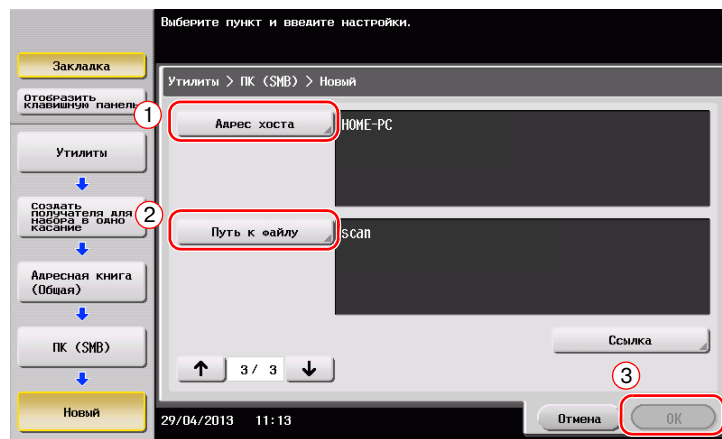 Выберите пункт и введите настройки.
Закладка
Отобразить
клавишную панель
Утилиты
Создать
получателя для
набора в одно
касание
Адресная книга
(Общая)
ПК (SMB)
Новый
Утилиты > ПК (SMB) > Новый
1
Адрес хоста
HOME-PC
2
Путь к файлу
scan
Ссылка
↑ 3/ 3 ↓
3
29/04/2013 11:13
Отмена
OK